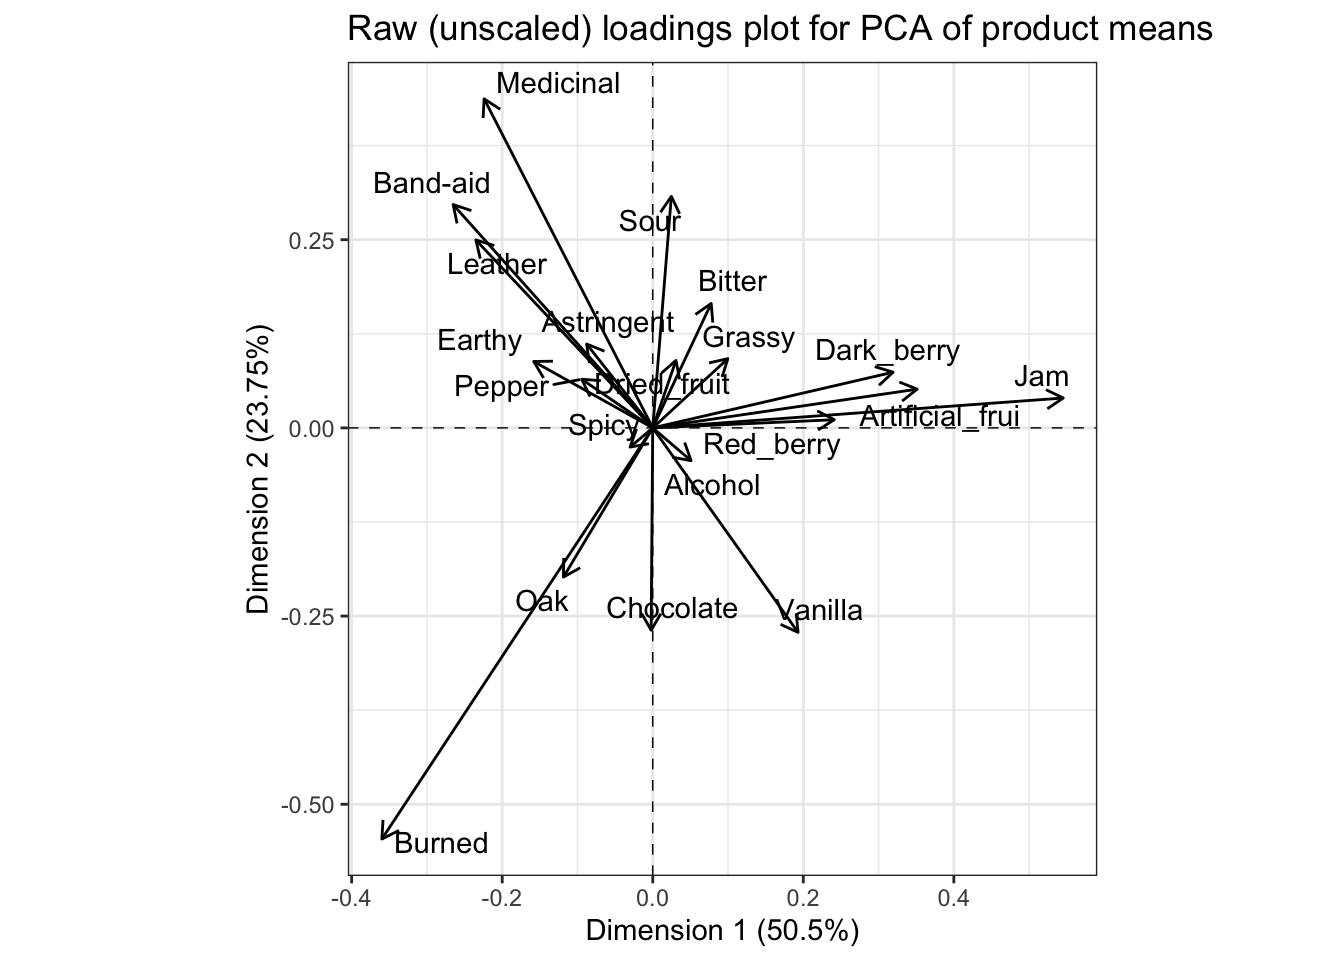 Raw (unscaled) loadings plot for PCA of product means
Medicinal
Band-aid
Sour
0.25
Leather
Bitter
Astringent
Earthy
Grassy
Dark_berry
Pepper
Dried_fruit
Jam
Artificial_frui
0.00
Spicy
Red_berry
Alcohol
Oak
Chocolate
Vanilla
-0.25
-0.50
Burned
-0.4
-0.2
0.0
0.2
0.4
Dimension 1 (50.5%)
Dimension 2 (23.75%)